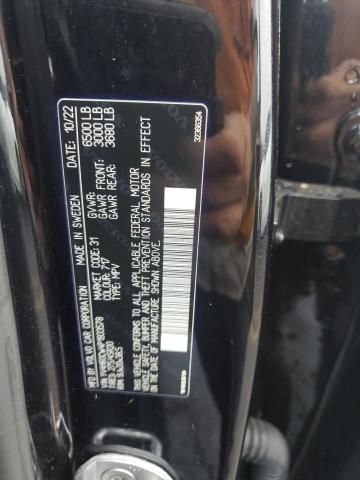 MFD. BY VOLVO CAR CORPORATION
MADE IN SWEDEN
DATE: 10/22
GVWR: 6500 LB
GAWR FRONT: 3000 LB
GAWR REAR: 3680 LB
MARKET CODE: 31
COLOUR: 717
TYPE: MPV
THIS VEHICLE CONFORMS TO ALL APPLICABLE FEDERAL MOTOR
VEHICLE SAFETY, BUMPER AND THEFT PREVENTION STANDARDS IN EFFECT
ON THE DATE OF MANUFACTURE SHOWN ABOVE.
32366354
VOLVO